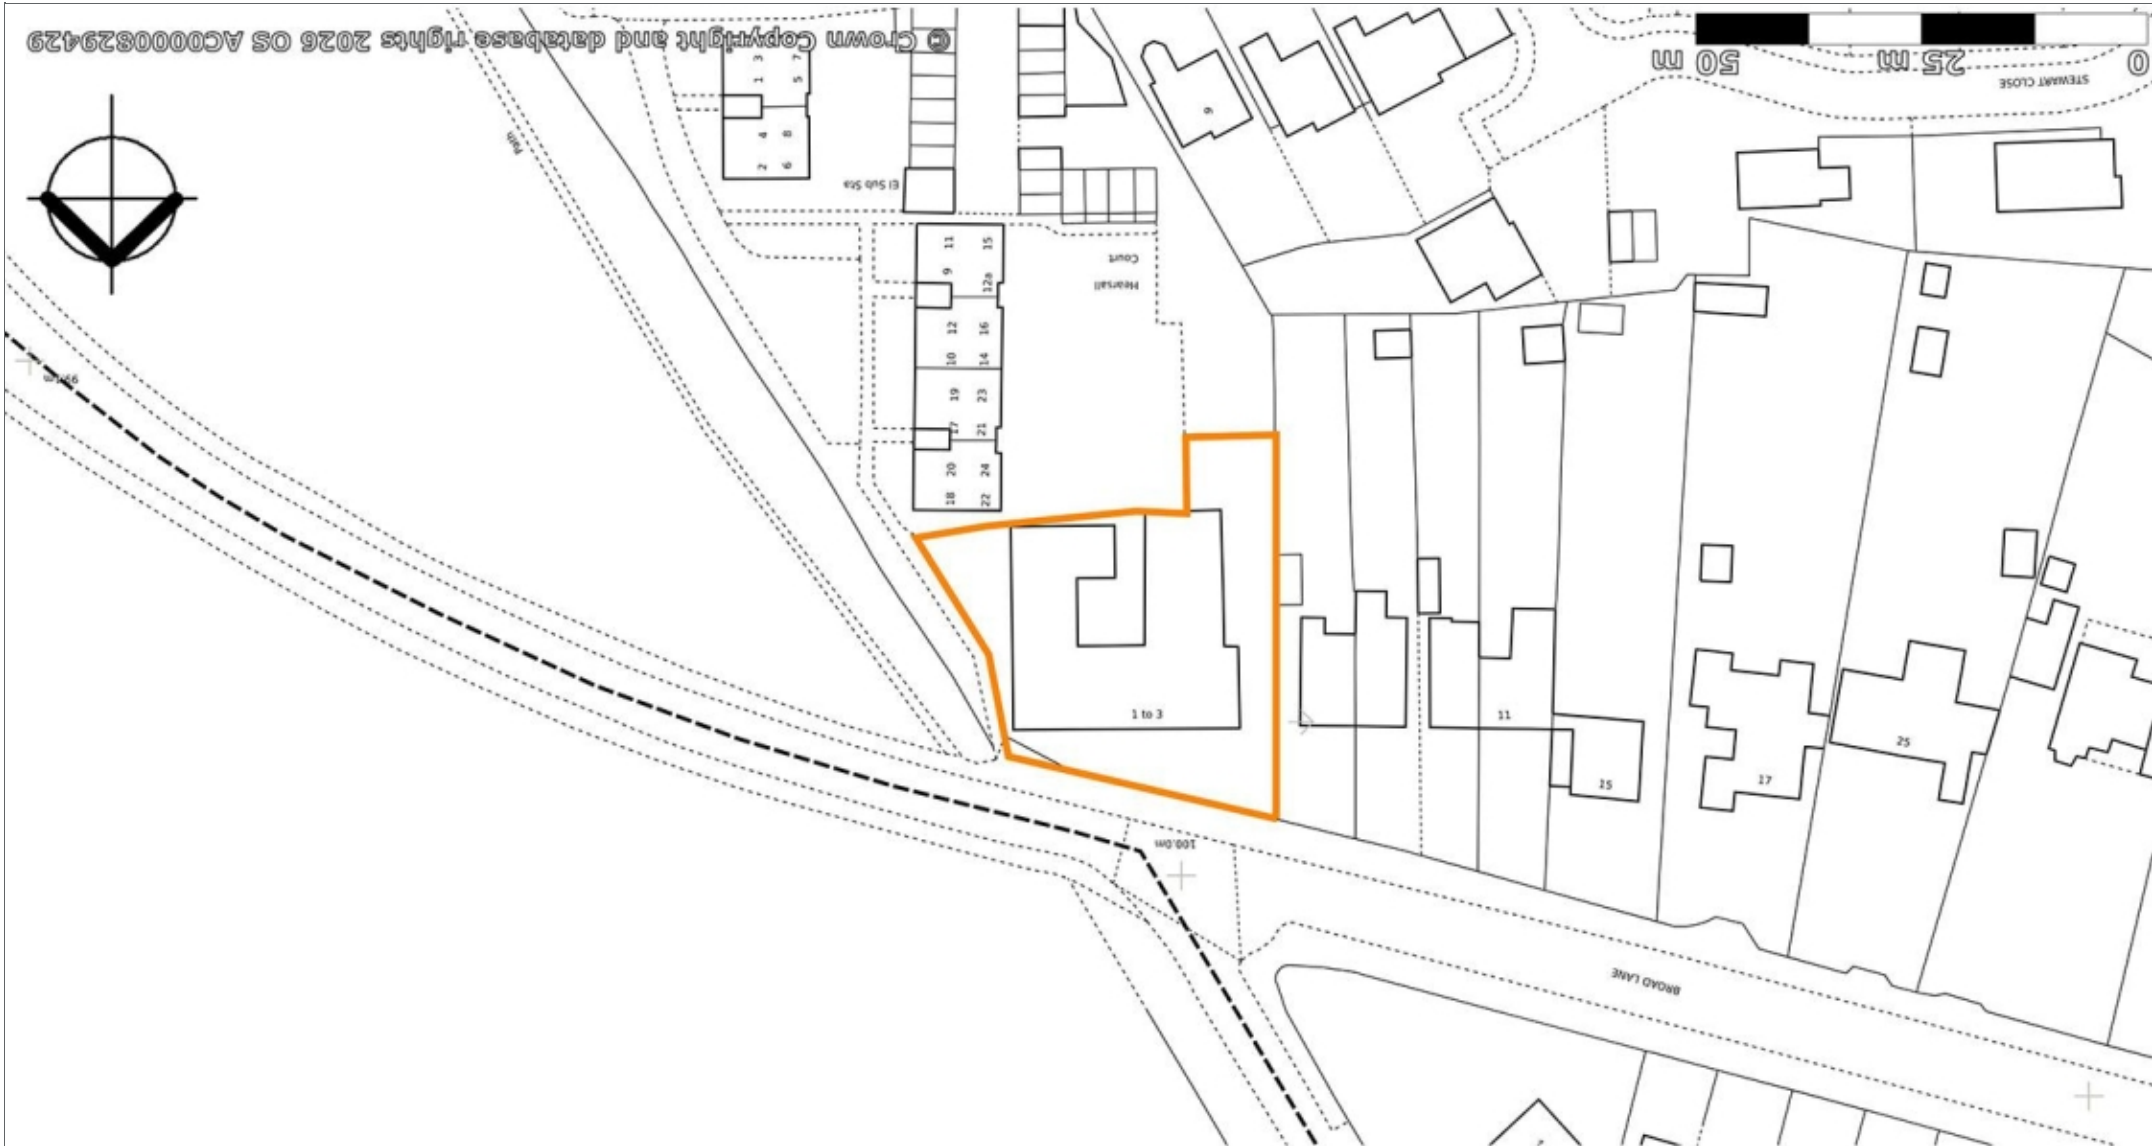 © Crown Copyright and database rights 2026 OS AC0000829429
50 m
25 m
0
STEWART CLOSE
Path
1 3
5 7
4 8
2 6
9
El Sub Sta
11 15
9 12a
Court
Hearsall
12 16
10 14
19 23
17 21
20 24
18 22
1 to 3
11
15
17
25
100.0m
BROAD LANE